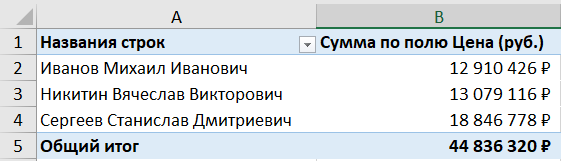 A B
1 Названия строк Сумма по полю Цена (руб.)
2 Иванов Михаил Иванович 12 910 426 ₽
3 Никитин Вячеслав Викторович 13 079 116 ₽
4 Сергеев Станислав Дмитриевич 18 846 778 ₽
5 Общий итог 44 836 320 ₽